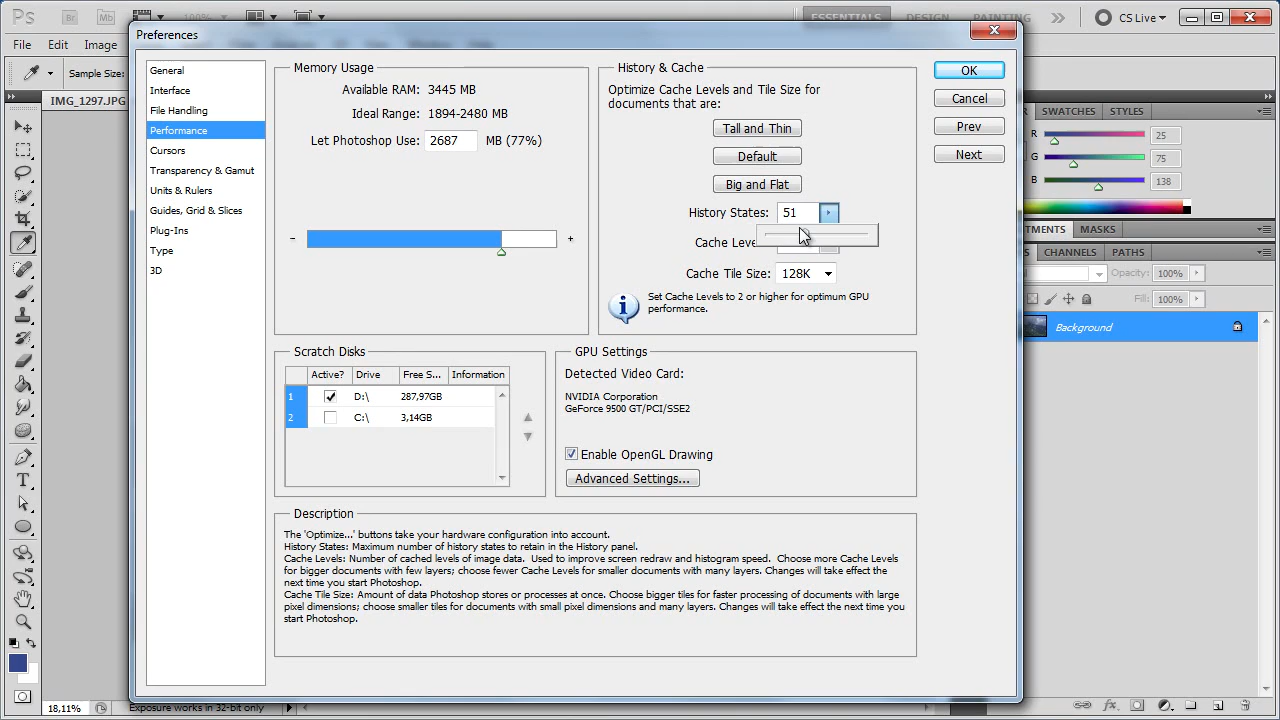 Ps
Br
Mb
100%
ESSENTIALS
DESIGN
PAINTING
CS Live
File
Edit
Image
Preferences
Sample Size:
IMG_1297.JPG
General
Interface
File Handling
Performance
Cursors
Transparency & Gamut
Units & Rulers
Guides, Grid & Slices
Plug-Ins
Type
3D
Memory Usage
Available RAM: 3445 MB
Ideal Range: 1894-2480 MB
Let Photoshop Use: 2687 MB (77%)
-
+
History & Cache
Optimize Cache Levels and Tile Size for
documents that are:
Tall and Thin
Default
Big and Flat
History States: 51
Cache Leve
Cache Tile Size: 128K
Set Cache Levels to 2 or higher for optimum GPU
performance.
OK
Cancel
Prev
Next
Scratch Disks
Active? Drive Free S... Information
1 D:\ 287,97GB
2 C:\ 3,14GB
GPU Settings
Detected Video Card:
NVIDIA Corporation
GeForce 9500 GT/PCI/SSE2
Enable OpenGL Drawing
Advanced Settings...
Description
The 'Optimize...' buttons take your hardware configuration into account.
History States: Maximum number of history states to retain in the History panel.
Cache Levels: Number of cached levels of image data.  Used to improve screen redraw and histogram speed.  Choose more Cache Levels
for bigger documents with few layers; choose fewer Cache Levels for smaller documents with many layers. Changes will take effect the
next time you start Photoshop.
Cache Tile Size: Amount of data Photoshop stores or processes at once. Choose bigger tiles for faster processing of documents with large
pixel dimensions; choose smaller tiles for documents with small pixel dimensions and many layers. Changes will take effect the next time you
start Photoshop.
R
SWATCHES
STYLES
R 25
G 75
B 138
TMENTS
MASKS
S
CHANNELS
PATHS
Opacity: 100%
Fill: 100%
Background
18,11%
Exposure works in 32-bit only